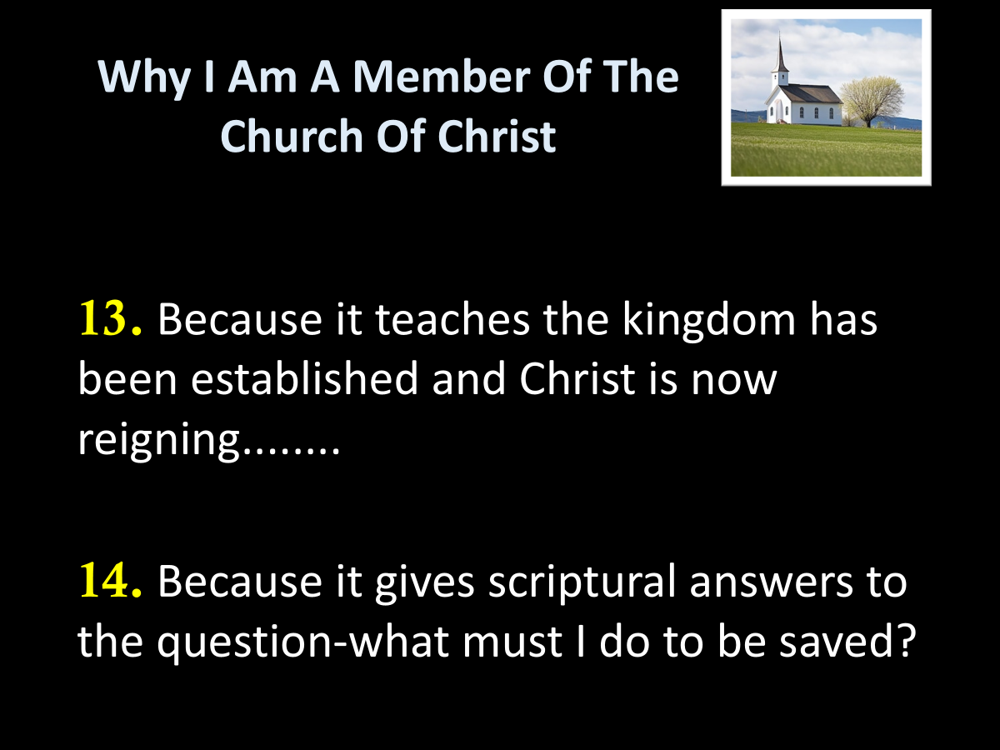 Why I Am A Member Of The
Church Of Christ
13. Because it teaches the kingdom has
been established and Christ is now
reigning........
14. Because it gives scriptural answers to
the question-what must I do to be saved?